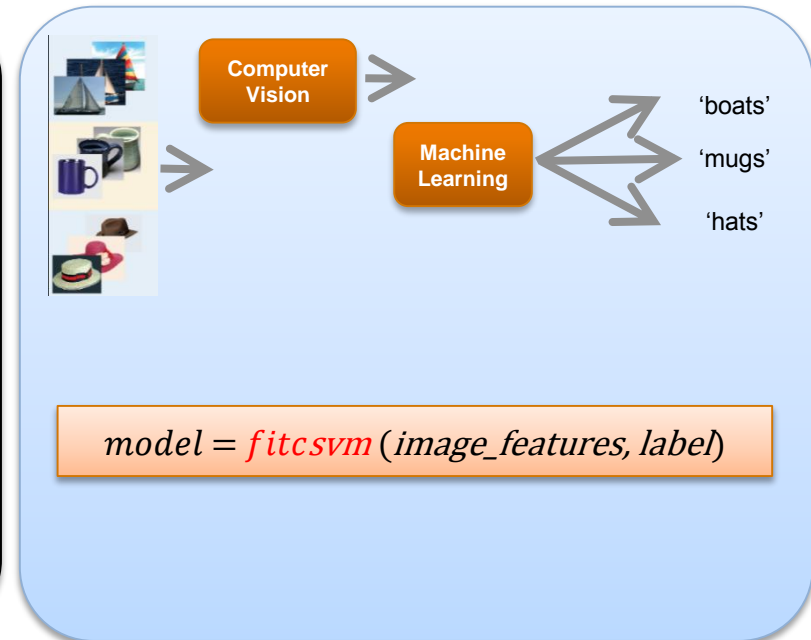 Computer
Vision
Machine
Learning
‘boats’
‘mugs’
‘hats’
model = fitcsvm(image_features, label)